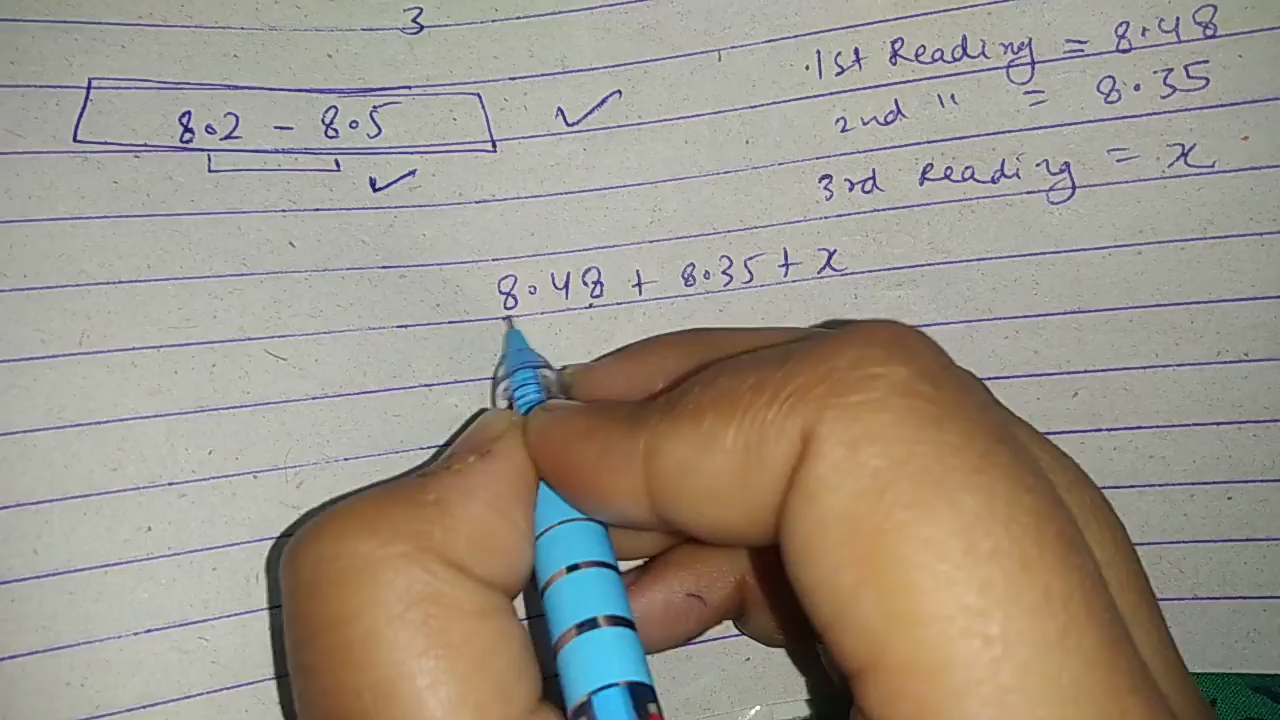 3
8.2 - 8.5 ✓
✓
1st Reading = 8.48
2nd " = 8.35
3rd Reading = x
8.48 + 8.35 + x